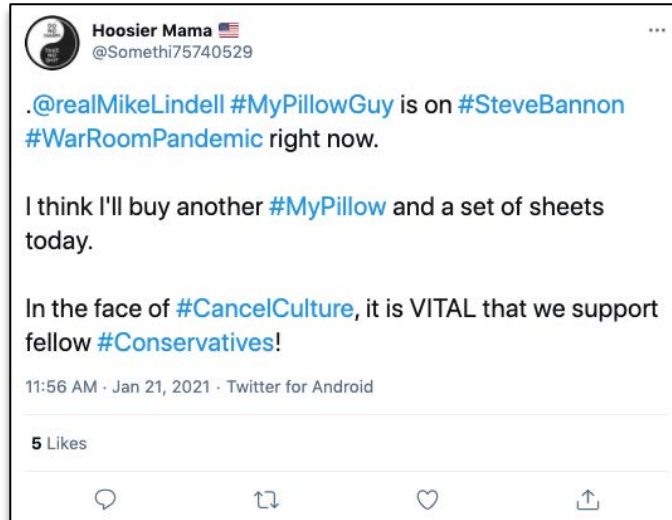 Hoosier Mama
@Somethi75740529
.@realMikeLindell #MyPillowGuy is on #SteveBannon
#WarRoomPandemic right now.
I think I'll buy another #MyPillow and a set of sheets
today.
In the face of #CancelCulture, it is VITAL that we support
fellow #Conservatives!
11:56 AM · Jan 21, 2021 · Twitter for Android
5 Likes